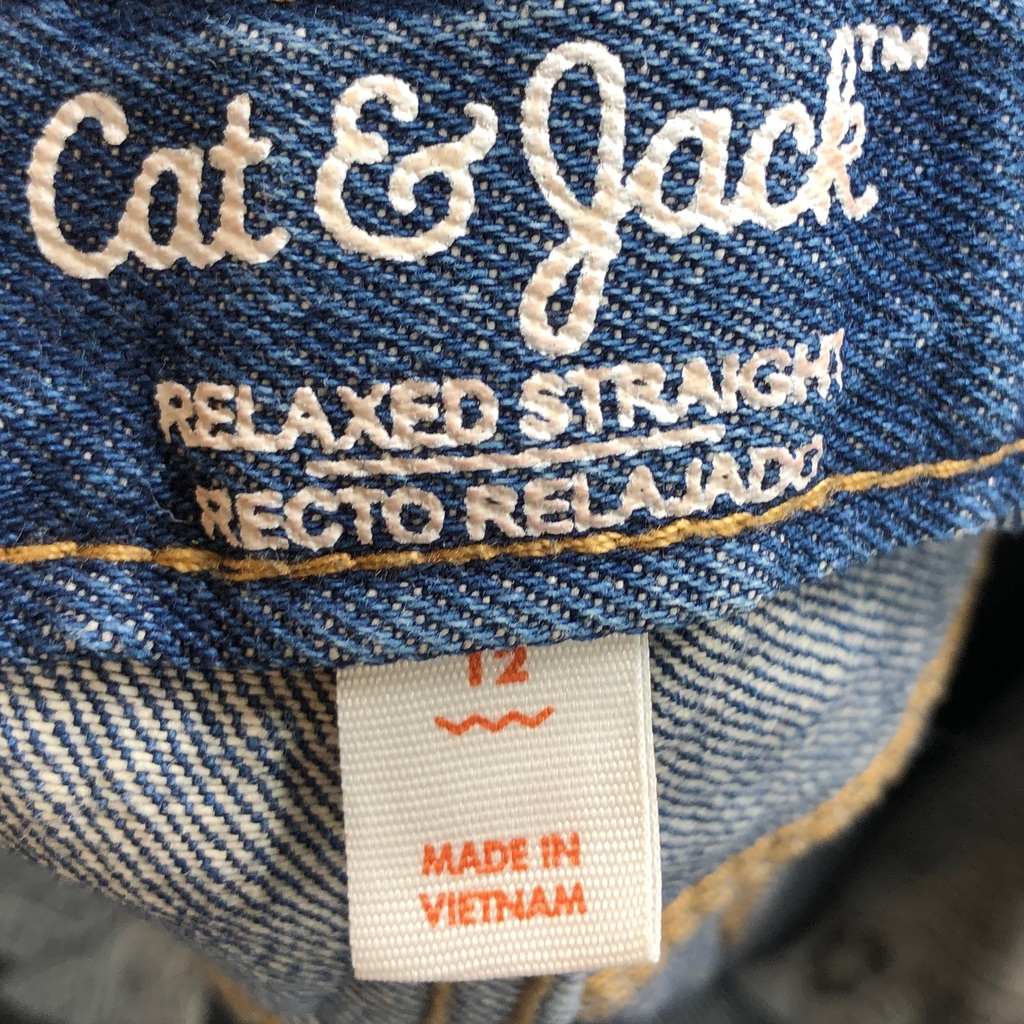 Cat & Jack™
RELAXED STRAIGHT
RECTO RELAJADO
12
MADE IN
VIETNAM